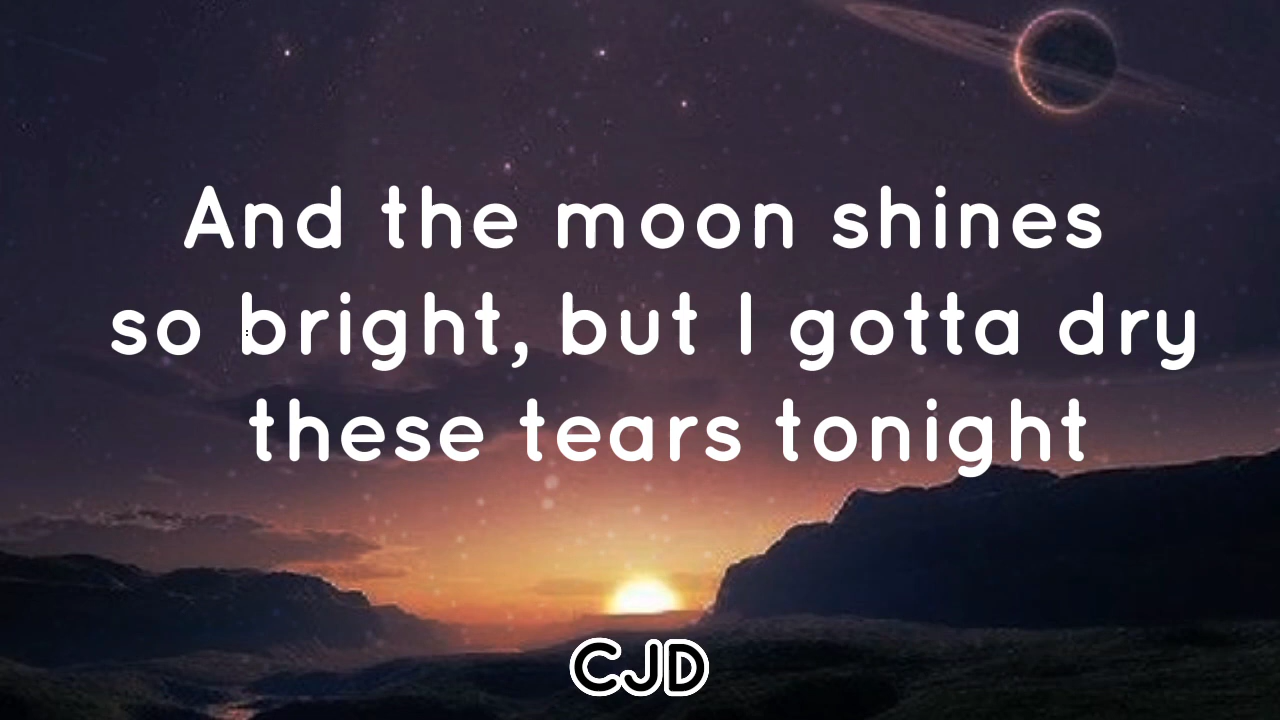 And the moon shines
so bright, but I gotta dry
these tears tonight
CJD